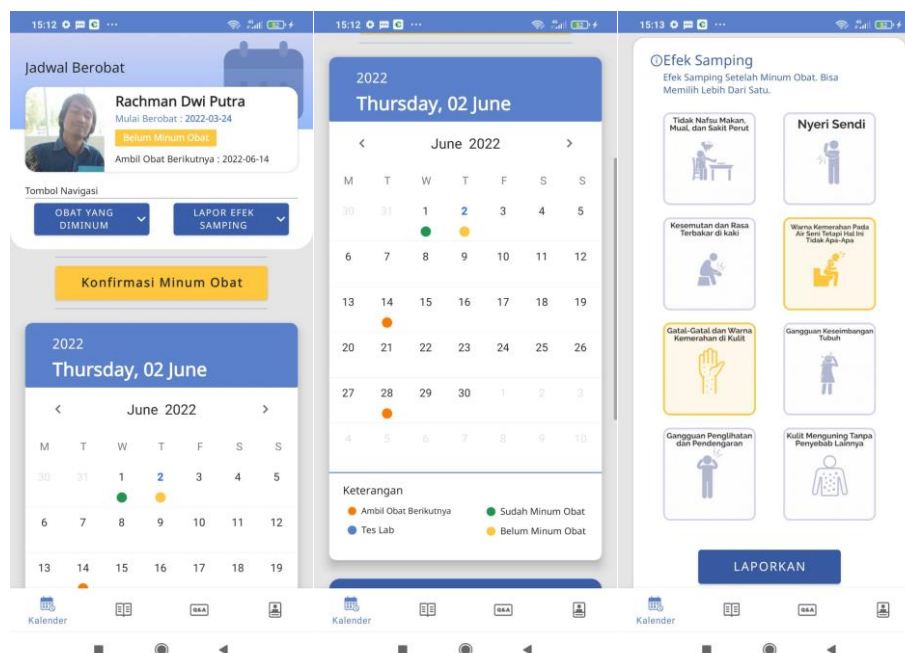 15:12
Jadwal Berobat
Rachman Dwi Putra
Mulai Berobat : 2022-03-24
Belum Minum Obat
Ambil Obat Berikutnya : 2022-06-14
Tombol Navigasi
OBAT YANG
DIMINUM
LAPOR EFEK
SAMPING
Konfirmasi Minum Obat
2022
Thursday, 02 June
June 2022
M T W T F S S
30 31 1 2 3 4 5
6 7 8 9 10 11 12
13 14 15 16 17 18 19
Q&A
Kalender
15:12
2022
Thursday, 02 June
June 2022
M T W T F S S
30 31 1 2 3 4 5
6 7 8 9 10 11 12
13 14 15 16 17 18 19
20 21 22 23 24 25 26
27 28 29 30 1 2 3
4 5 6 7 8 9 10
Keterangan
Ambil Obat Berikutnya
Sudah Minum Obat
Tes Lab
Belum Minum Obat
Q&A
Kalender
15:13
Efek Samping
Efek Samping Setelah Minum Obat. Bisa
Memilih Lebih Dari Satu.
Tidak Nafsu Makan,
Mual, dan Sakit Perut
Nyeri Sendi
Kesemutan dan Rasa
Terbakar di kaki
Warna Kemerahan Pada
Air Seni Tetapi Hal Ini
Tidak Apa-Apa
Gatal-Gatal dan Warna
Kemerahan di Kulit
Gangguan Keseimbangan
Tubuh
Gangguan Penglihatan
dan Pendengaran
Kulit Menguning Tanpa
Penyebab Lainnya
LAPORKAN
Q&A
Kalender